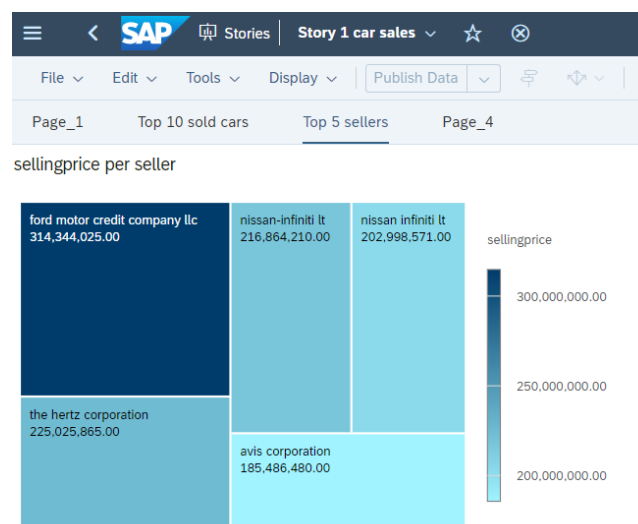 SAP Stories Story 1 car sales
File Edit Tools Display Publish Data
Page_1 Top 10 sold cars Top 5 sellers Page_4
sellingprice per seller
ford motor credit company llc
314,344,025.00
nissan-infiniti lt
216,864,210.00
nissan infiniti lt
202,998,571.00
the hertz corporation
225,025,865.00
avis corporation
185,486,480.00
sellingprice
300,000,000.00
250,000,000.00
200,000,000.00